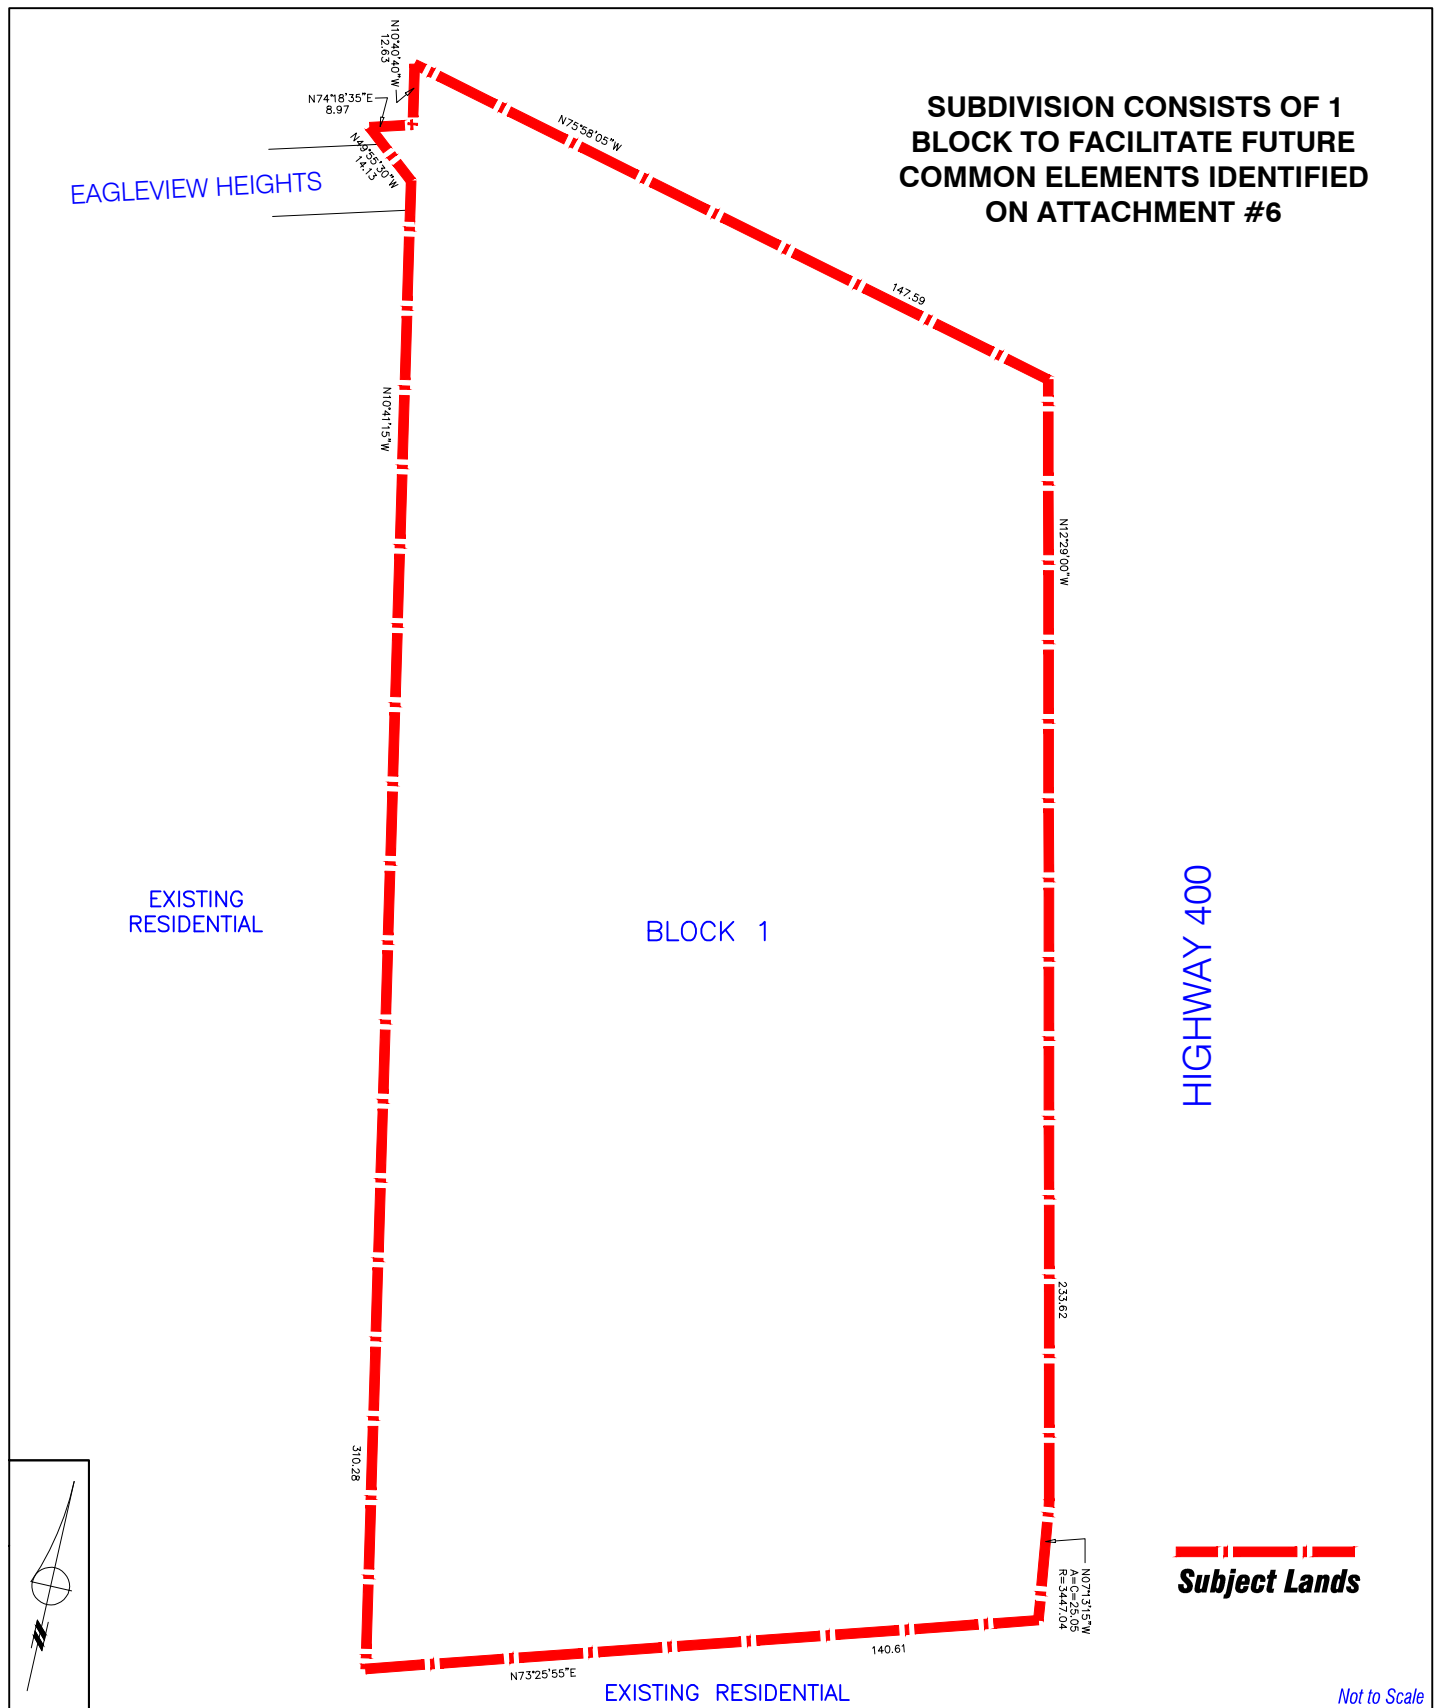 N10°40'40"W
12.63
N74°18'35"E
8.97
N49°55'30"W
14.13
N75°58'05"W
147.59
SUBDIVISION CONSISTS OF 1
BLOCK TO FACILITATE FUTURE
COMMON ELEMENTS IDENTIFIED
ON ATTACHMENT #6
EAGLEVIEW HEIGHTS
N10°41'15"W
N12°29'00"W
EXISTING
RESIDENTIAL
BLOCK 1
HIGHWAY 400
233.62
310.28
N07°13'15"W
A=C=25.05
R=3447.04
Subject Lands
140.61
N73°25'55"E
EXISTING RESIDENTIAL
N
Not to Scale